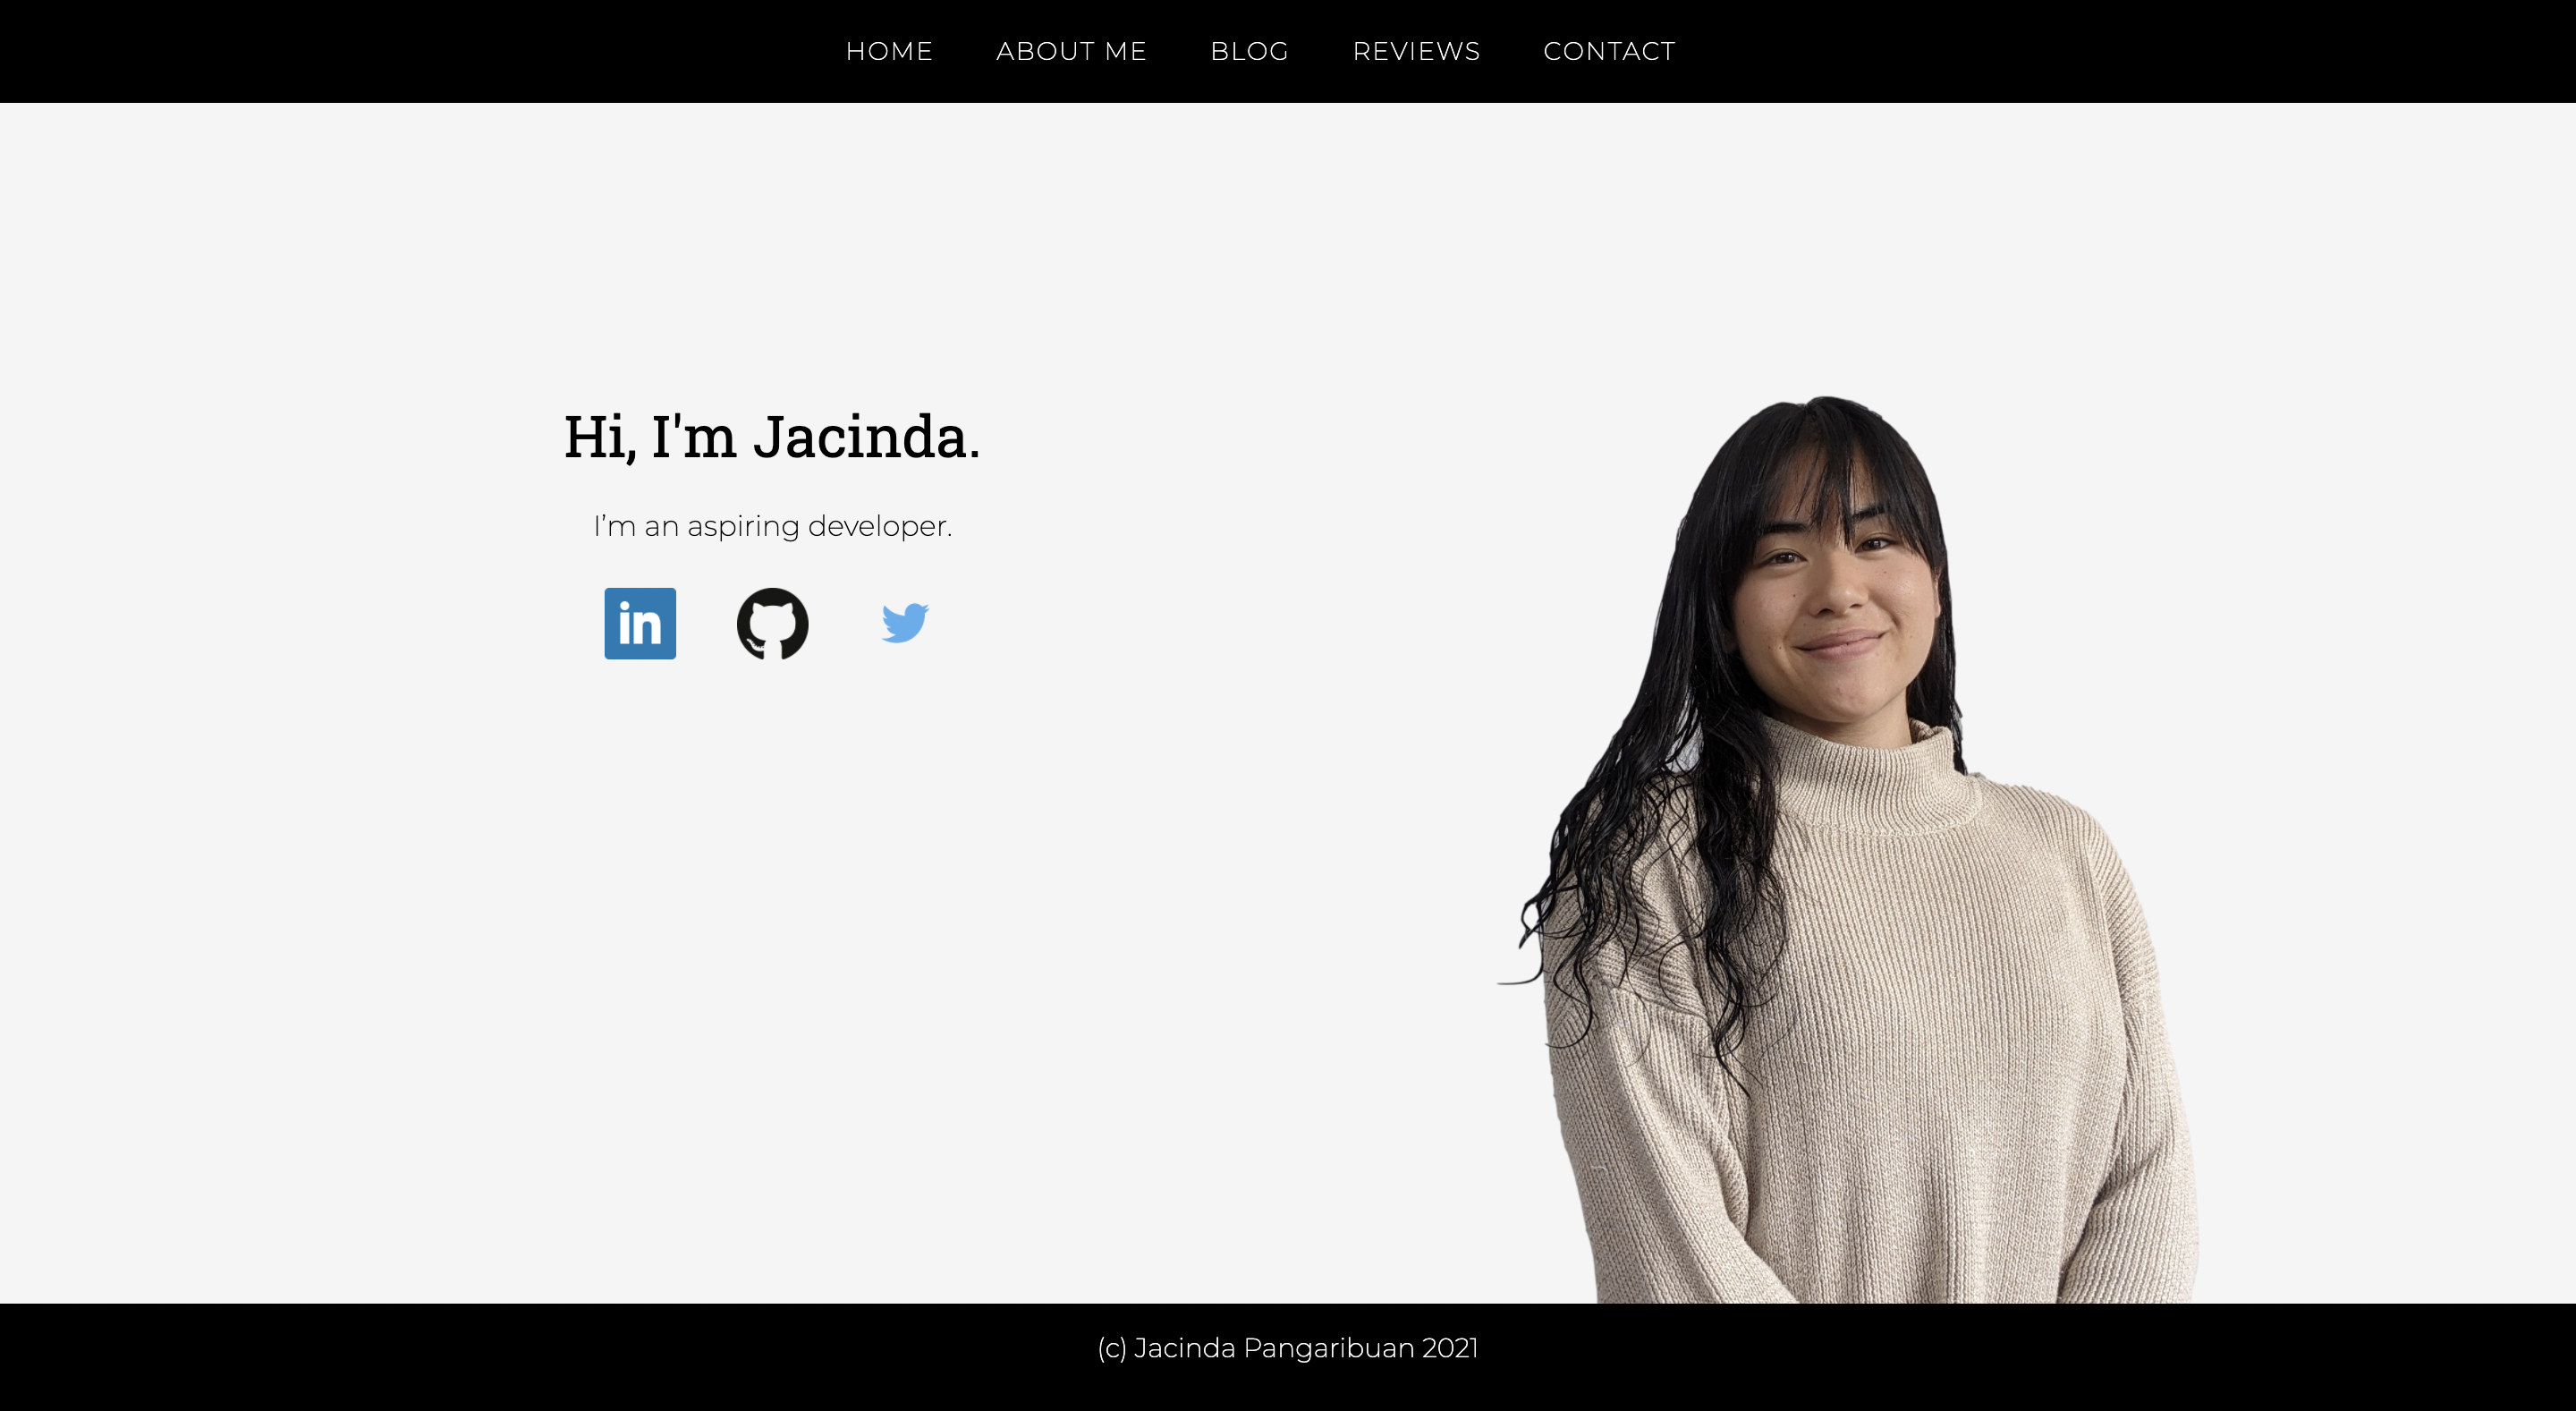 HOME ABOUT ME BLOG REVIEWS CONTACT
Hi, I'm Jacinda.
I'm an aspiring developer.
in
(c) Jacinda Pangaribuan 2021